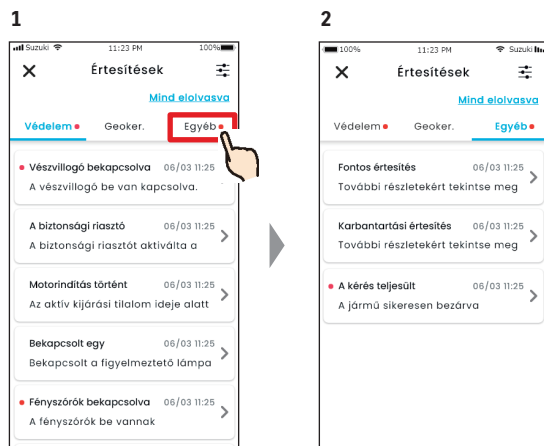 1
Suzuki 11:23 PM 100%
Értesítések
Mind elolvasva
Védelem Geoker. Egyéb
Vészvillogó bekapcsolva 06/03 11:25
A vészvillogó be van kapcsolva.
A biztonsági riasztó 06/03 11:25
A biztonsági riasztót aktiválta a
Motorindítás történt 06/03 11:25
Az aktív kijárási tilalom ideje alatt
Bekapcsolt egy 06/03 11:25
Bekapcsolt a figyelmeztető lámpa
Fényszórók bekapcsolva 06/03 11:25
A fényszórók be vannak
2
100% 11:23 PM Suzuki
Értesítések
Mind elolvasva
Védelem Geoker. Egyéb
Fontos értesítés 06/03 11:25
További részletekért tekintse meg
Karbantartási értesítés 06/03 11:25
További részletekért tekintse meg
A kérés teljesült 06/03 11:25
A jármű sikeresen bezárva